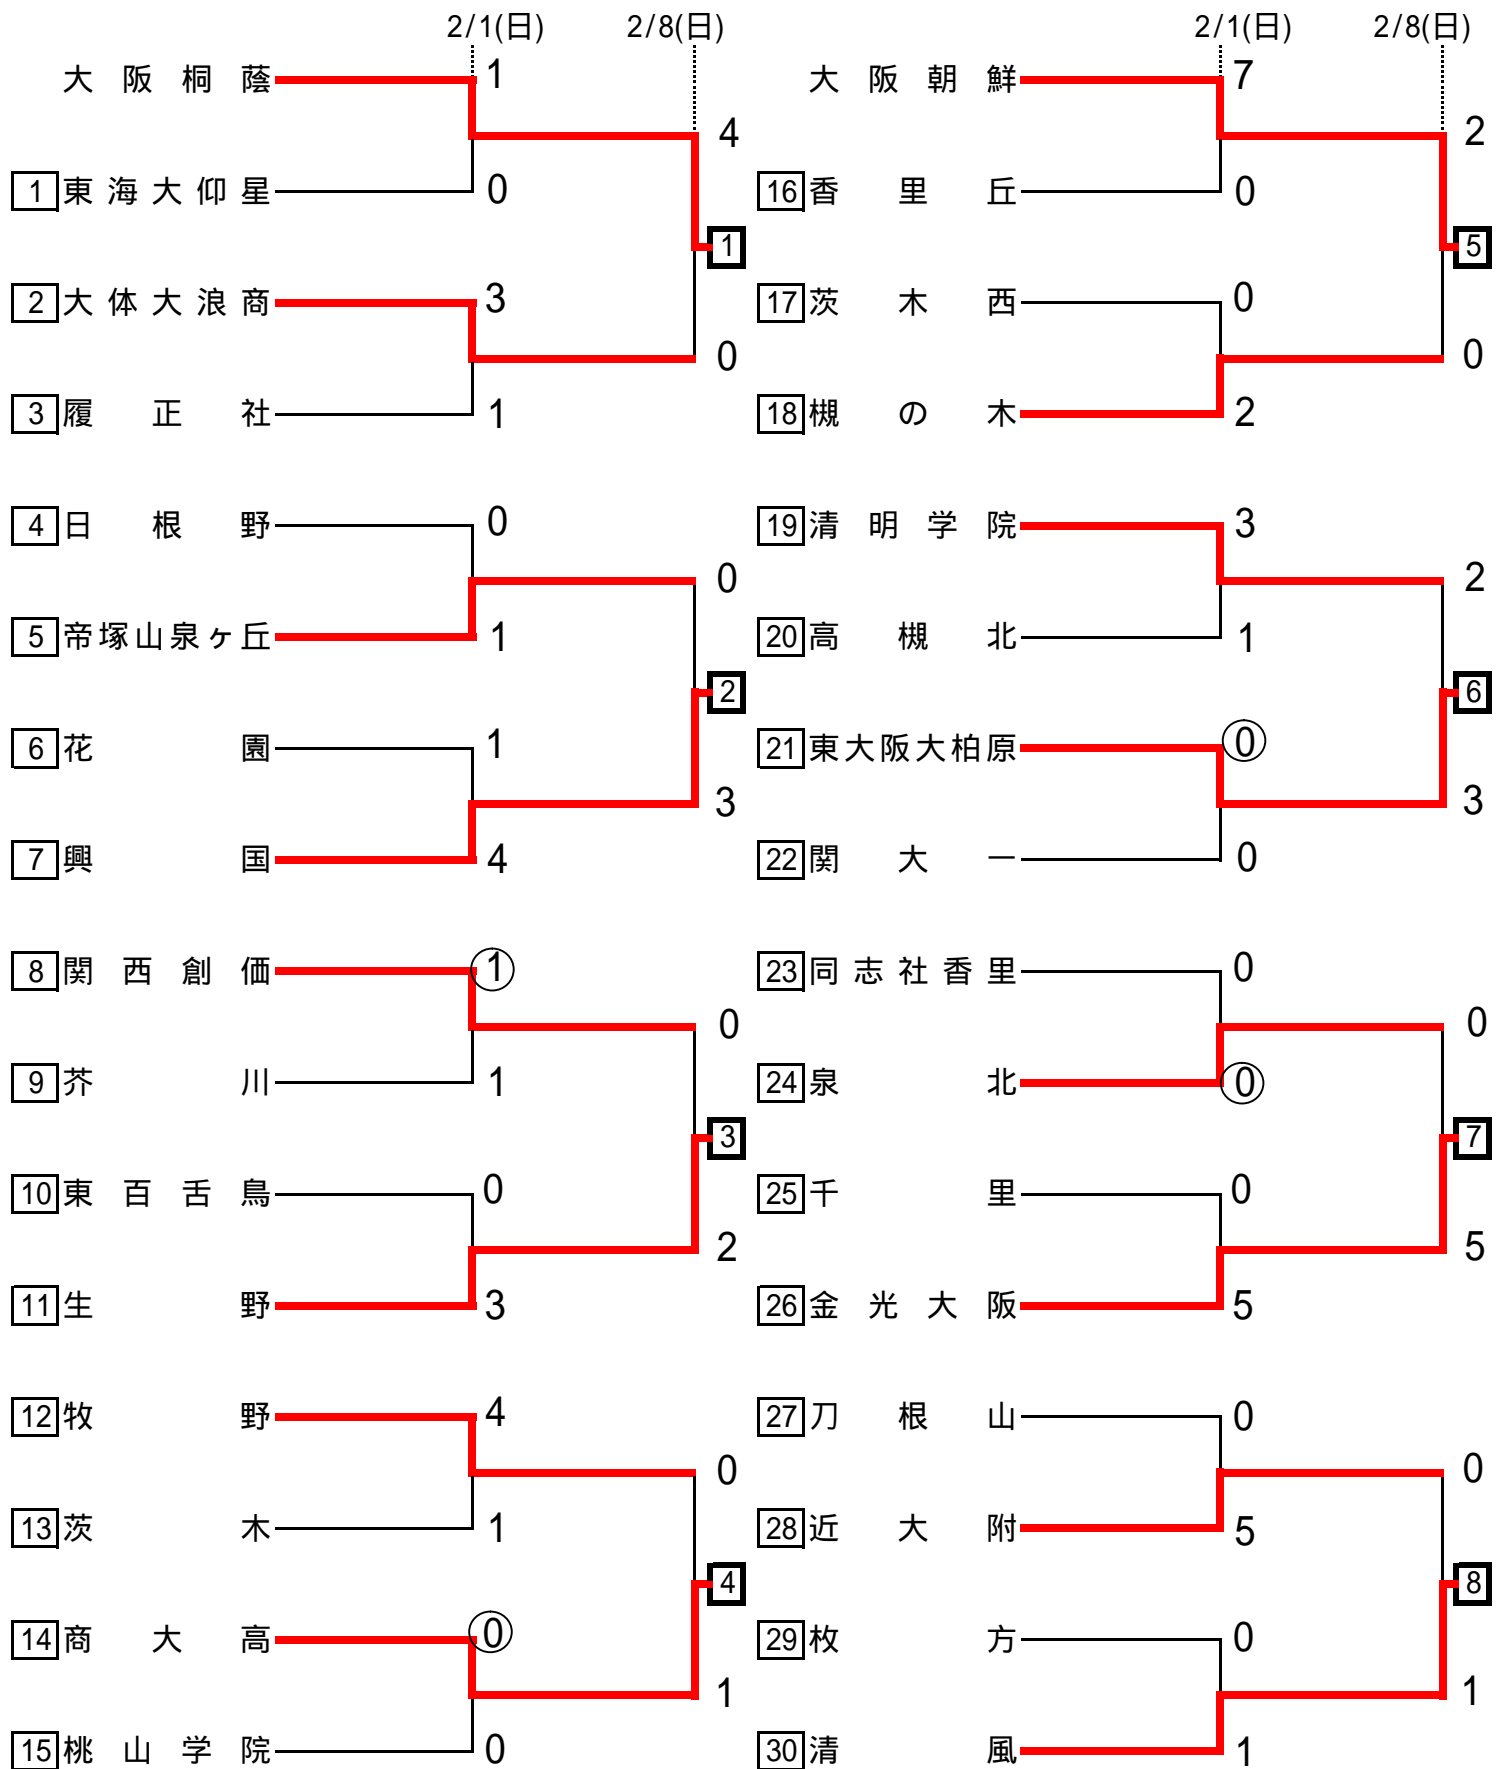 2/1(日) 2/8(日)
大阪桐蔭 1
4
1 東海大仰星 0
1
2 大体大浪商 3
0
3 履正社 1
4 日根野 0
0
5 帝塚山泉ヶ丘 1
2
6 花園 1
3
7 興国 4
8 関西創価 1
0
9 芥川 1
3
10 東百舌鳥 0
2
11 生野 3
12 牧野 4
0
13 茨木 1
4
14 商大高 0
1
15 桃山学院 0
2/1(日) 2/8(日)
大阪朝鮮 7
2
16 香里丘 0
5
17 茨木西 0
0
18 槻の木 2
19 清明学院 3
2
20 高槻北 1
6
21 東大阪大柏原 0
3
22 関大一 0
23 同志社香里 0
0
24 泉北 0
7
25 千里 0
5
26 金光大阪 5
27 刀根山 0
0
28 近大附 5
8
29 枚方 0
1
30 清風 1